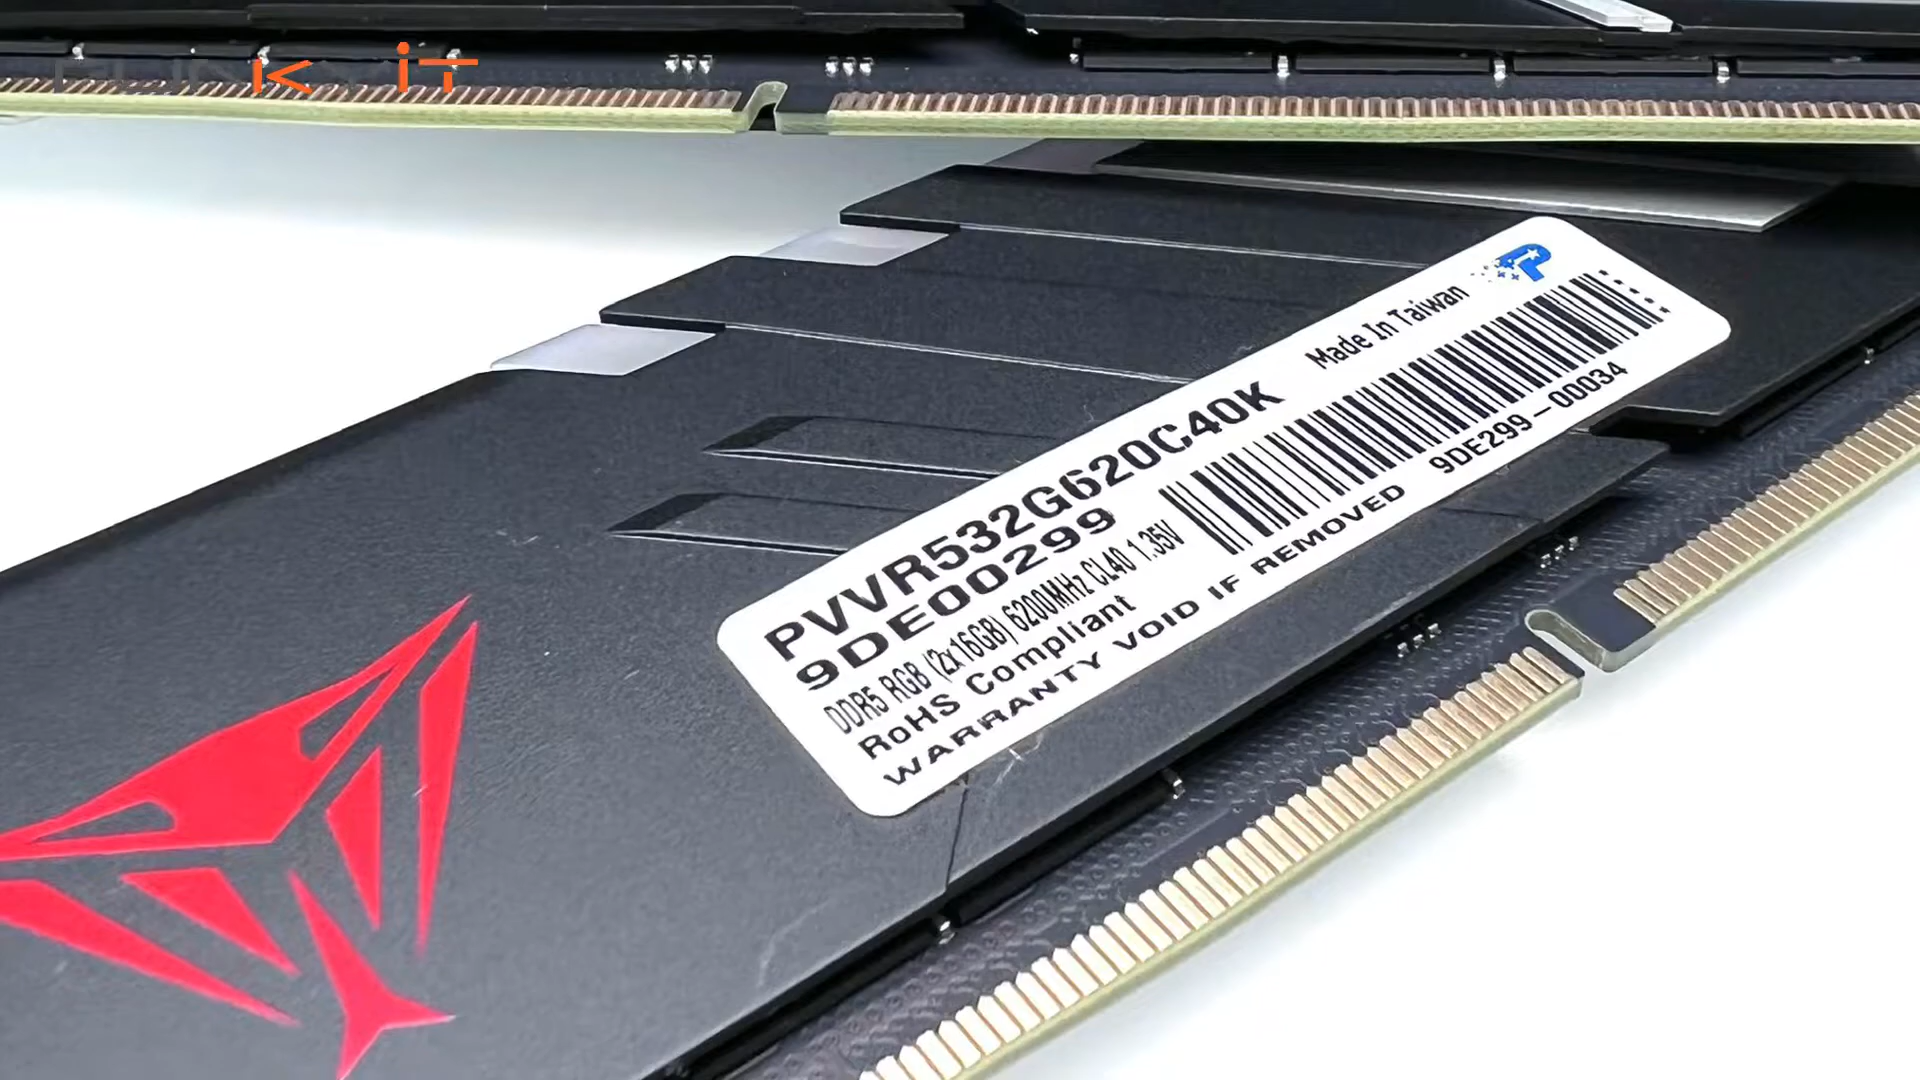 FUNKYiT
Made In Taiwan
PVVR532G620C40K
9DE00299
DDR5 RGB (2x16GB) 6200MHz CL40 1.35V
RoHS Compliant
WARRANTY VOID IF REMOVED
9DE299-00034